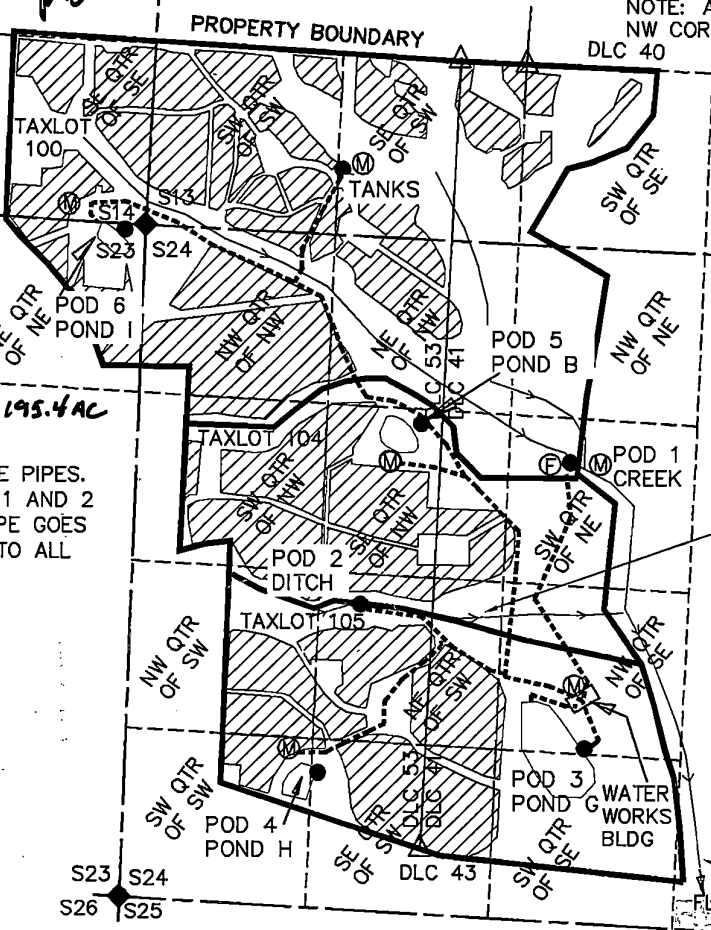 NOTE: A
NW COR
PROPERTY BOUNDARY
DLC 40
SE QTR
OF SE
SW QTR
OF SW
SE QTR
OF SW
TAXLOT
100
M
TANKS
SW QTR
OF SE
M
S14
S13
S23
S24
POD 6
POND I
OF NE
NW QTR
OF NW
NE QTR
OF NW
DLC 53
DLC 41
NW QTR
OF NE
POD 5
POND B
195.4 AC
TAXLOT 104
F
M
POD 1
CREEK
M
E PIPES.
1 AND 2
PE GOES
TO ALL
SW QTR
OF NW
SE QTR
OF NW
SW QTR
OF NE
POD 2
DITCH
TAXLOT 105
NW QTR
OF SW
NE QTR
OF SW
NW QTR
OF SE
M
M
DLC 53
DLC 4
POD 3
POND G
WATER
WORKS
BLDG
SW QTR
OF SW
POD 4
POND H
SE QTR
OF SW
SW QTR
OF SE
DLC 43
S23
S24
S26
S25
FL